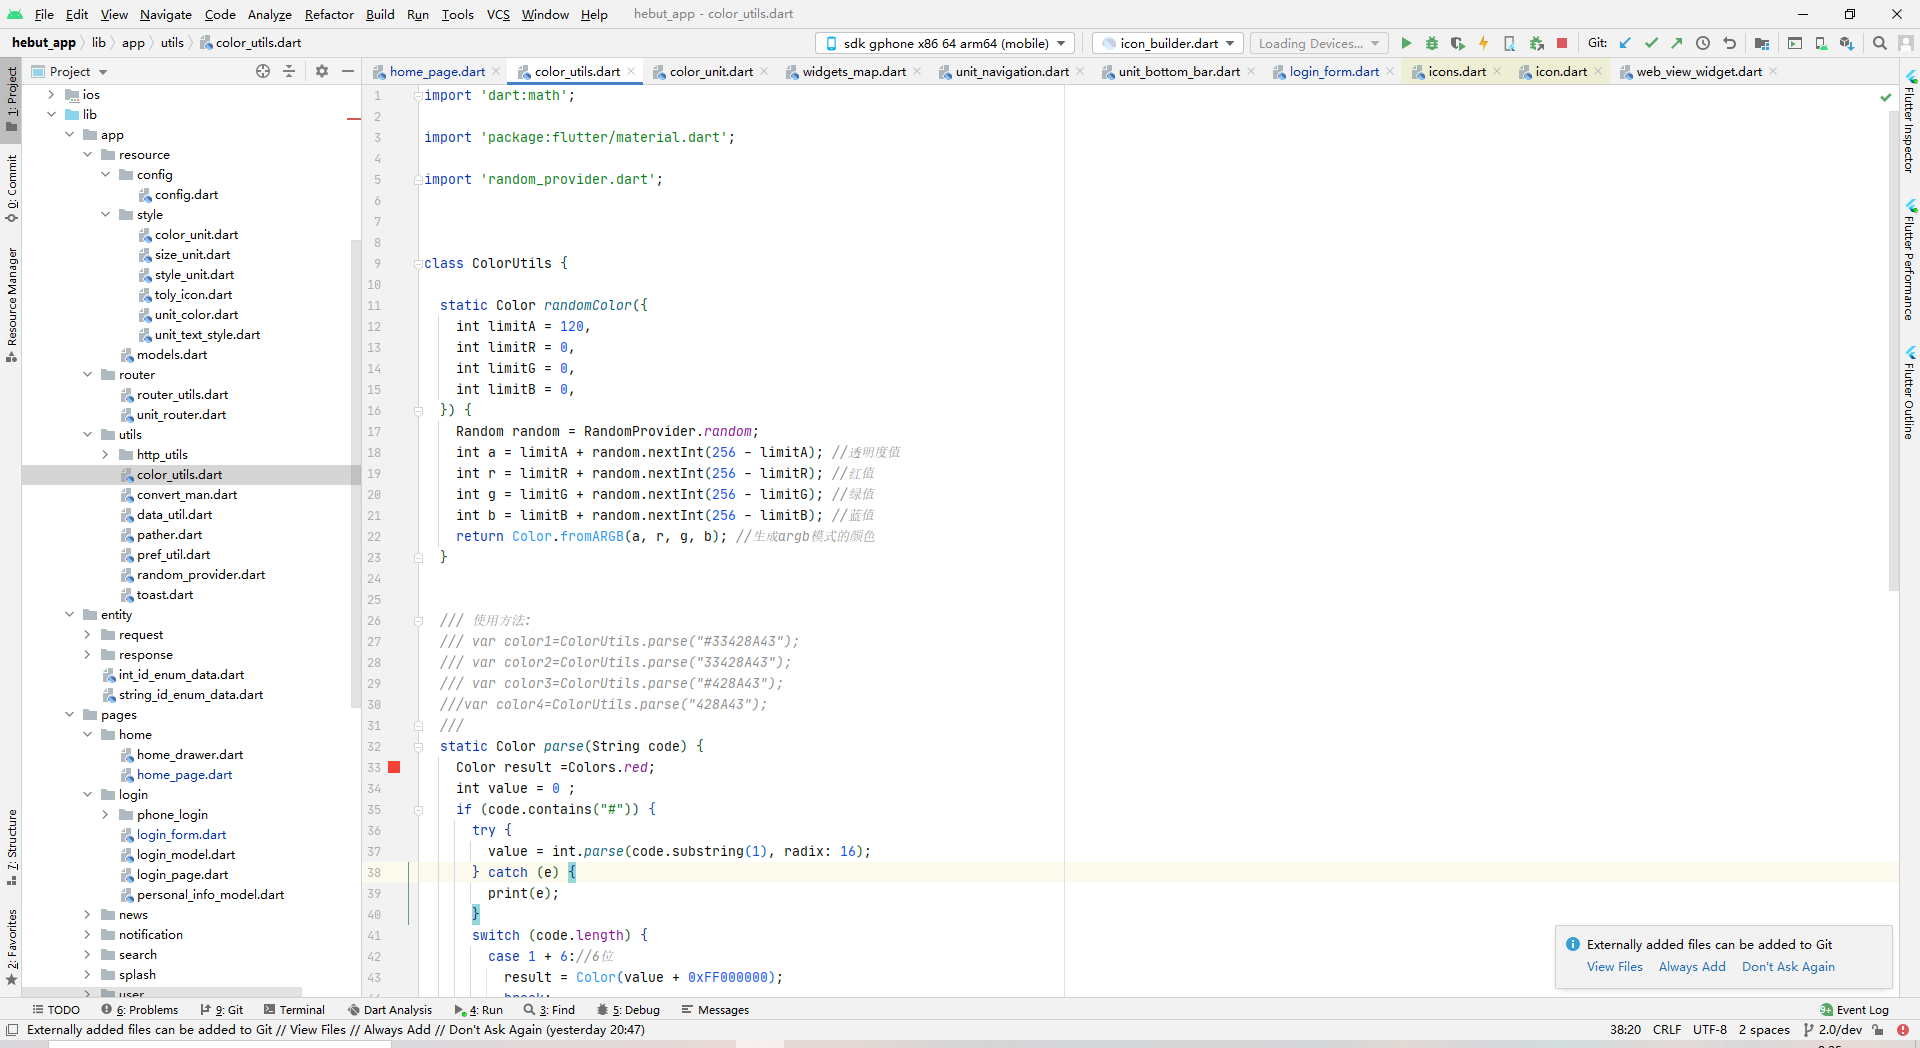 File Edit View Navigate Code Analyze Refactor Build Run Tools VCS Window Help hebut_app - color_utils.dart
hebut_app lib app utils color_utils.dart sdk gphone x86 64 arm64 (mobile) icon_builder.dart Loading Devices... Git:
Project
home_page.dart color_utils.dart color_unit.dart widgets_map.dart unit_navigation.dart unit_bottom_bar.dart login_form.dart icons.dart icon.dart web_view_widget.dart
1: Project
0: Commit
Resource Manager
7: Structure
2: Favorites
ios
lib
app
resource
config
config.dart
style
color_unit.dart
size_unit.dart
style_unit.dart
toly_icon.dart
unit_color.dart
unit_text_style.dart
models.dart
router
router_utils.dart
unit_router.dart
utils
http_utils
color_utils.dart
convert_man.dart
data_util.dart
pather.dart
pref_util.dart
random_provider.dart
toast.dart
entity
request
response
int_id_enum_data.dart
string_id_enum_data.dart
pages
home
home_drawer.dart
home_page.dart
login
phone_login
login_form.dart
login_model.dart
login_page.dart
personal_info_model.dart
news
notification
search
splash
user
1 import 'dart:math';
2
3 import 'package:flutter/material.dart';
4
5 import 'random_provider.dart';
6
7
8
9 class ColorUtils {
10
11 static Color randomColor({
12 int limitA = 120,
13 int limitR = 0,
14 int limitG = 0,
15 int limitB = 0,
16 }) {
17 Random random = RandomProvider.random;
18 int a = limitA + random.nextInt(256 - limitA); //透明度值
19 int r = limitR + random.nextInt(256 - limitR); //红值
20 int g = limitG + random.nextInt(256 - limitG); //绿值
21 int b = limitB + random.nextInt(256 - limitB); //蓝值
22 return Color.fromARGB(a, r, g, b); //生成argb模式的颜色
23 }
24
25
26 /// 使用方法:
27 /// var color1=ColorUtils.parse("#33428A43");
28 /// var color2=ColorUtils.parse("33428A43");
29 /// var color3=ColorUtils.parse("#428A43");
30 ///var color4=ColorUtils.parse("428A43");
31 ///
32 static Color parse(String code) {
33 Color result =Colors.red;
34 int value = 0 ;
35 if (code.contains("#")) {
36 try {
37 value = int.parse(code.substring(1), radix: 16);
38 } catch (e) {
39 print(e);
40 }
41 switch (code.length) {
42 case 1 + 6://6位
43 result = Color(value + 0xFF000000);
break;
Flutter Inspector
Flutter Performance
Flutter Outline
Externally added files can be added to Git
View Files Always Add Don't Ask Again
TODO 6: Problems 9: Git Terminal Dart Analysis 4: Run 3: Find 5: Debug Messages Event Log
Externally added files can be added to Git // View Files // Always Add // Don't Ask Again (yesterday 20:47) 38:20 CRLF UTF-8 2 spaces 2.0/dev